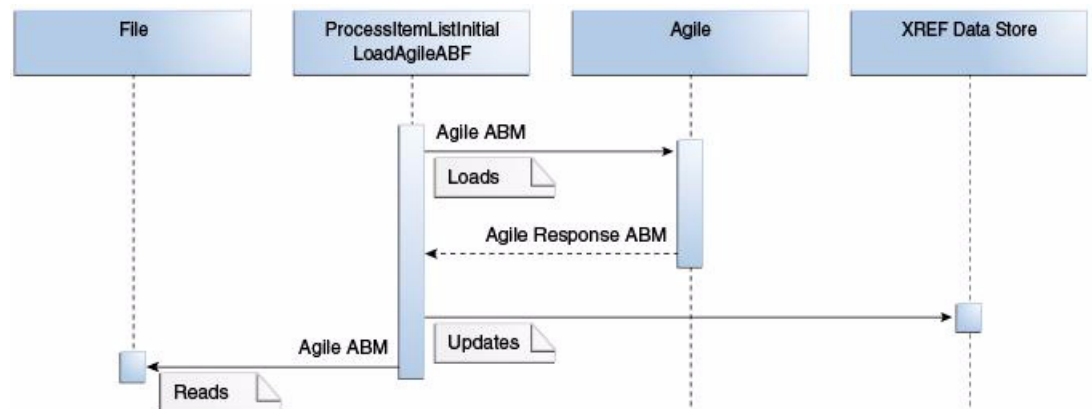 File
ProcessItemListInitial
LoadAgileABF
Agile
XREF Data Store
Agile ABM
Loads
Agile Response ABM
Updates
Agile ABM
Reads